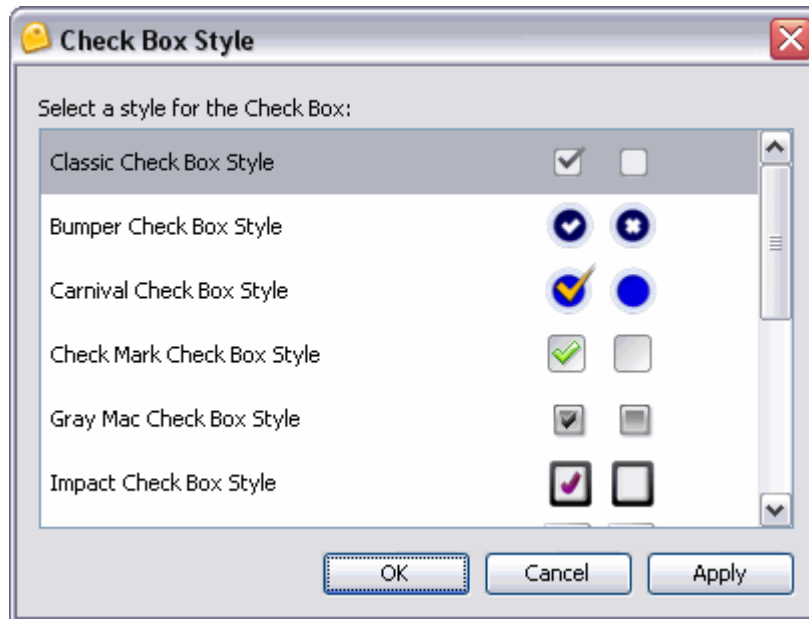 Check Box Style
Select a style for the Check Box:
Classic Check Box Style
Bumper Check Box Style
Carnival Check Box Style
Check Mark Check Box Style
Gray Mac Check Box Style
Impact Check Box Style
OK Cancel Apply